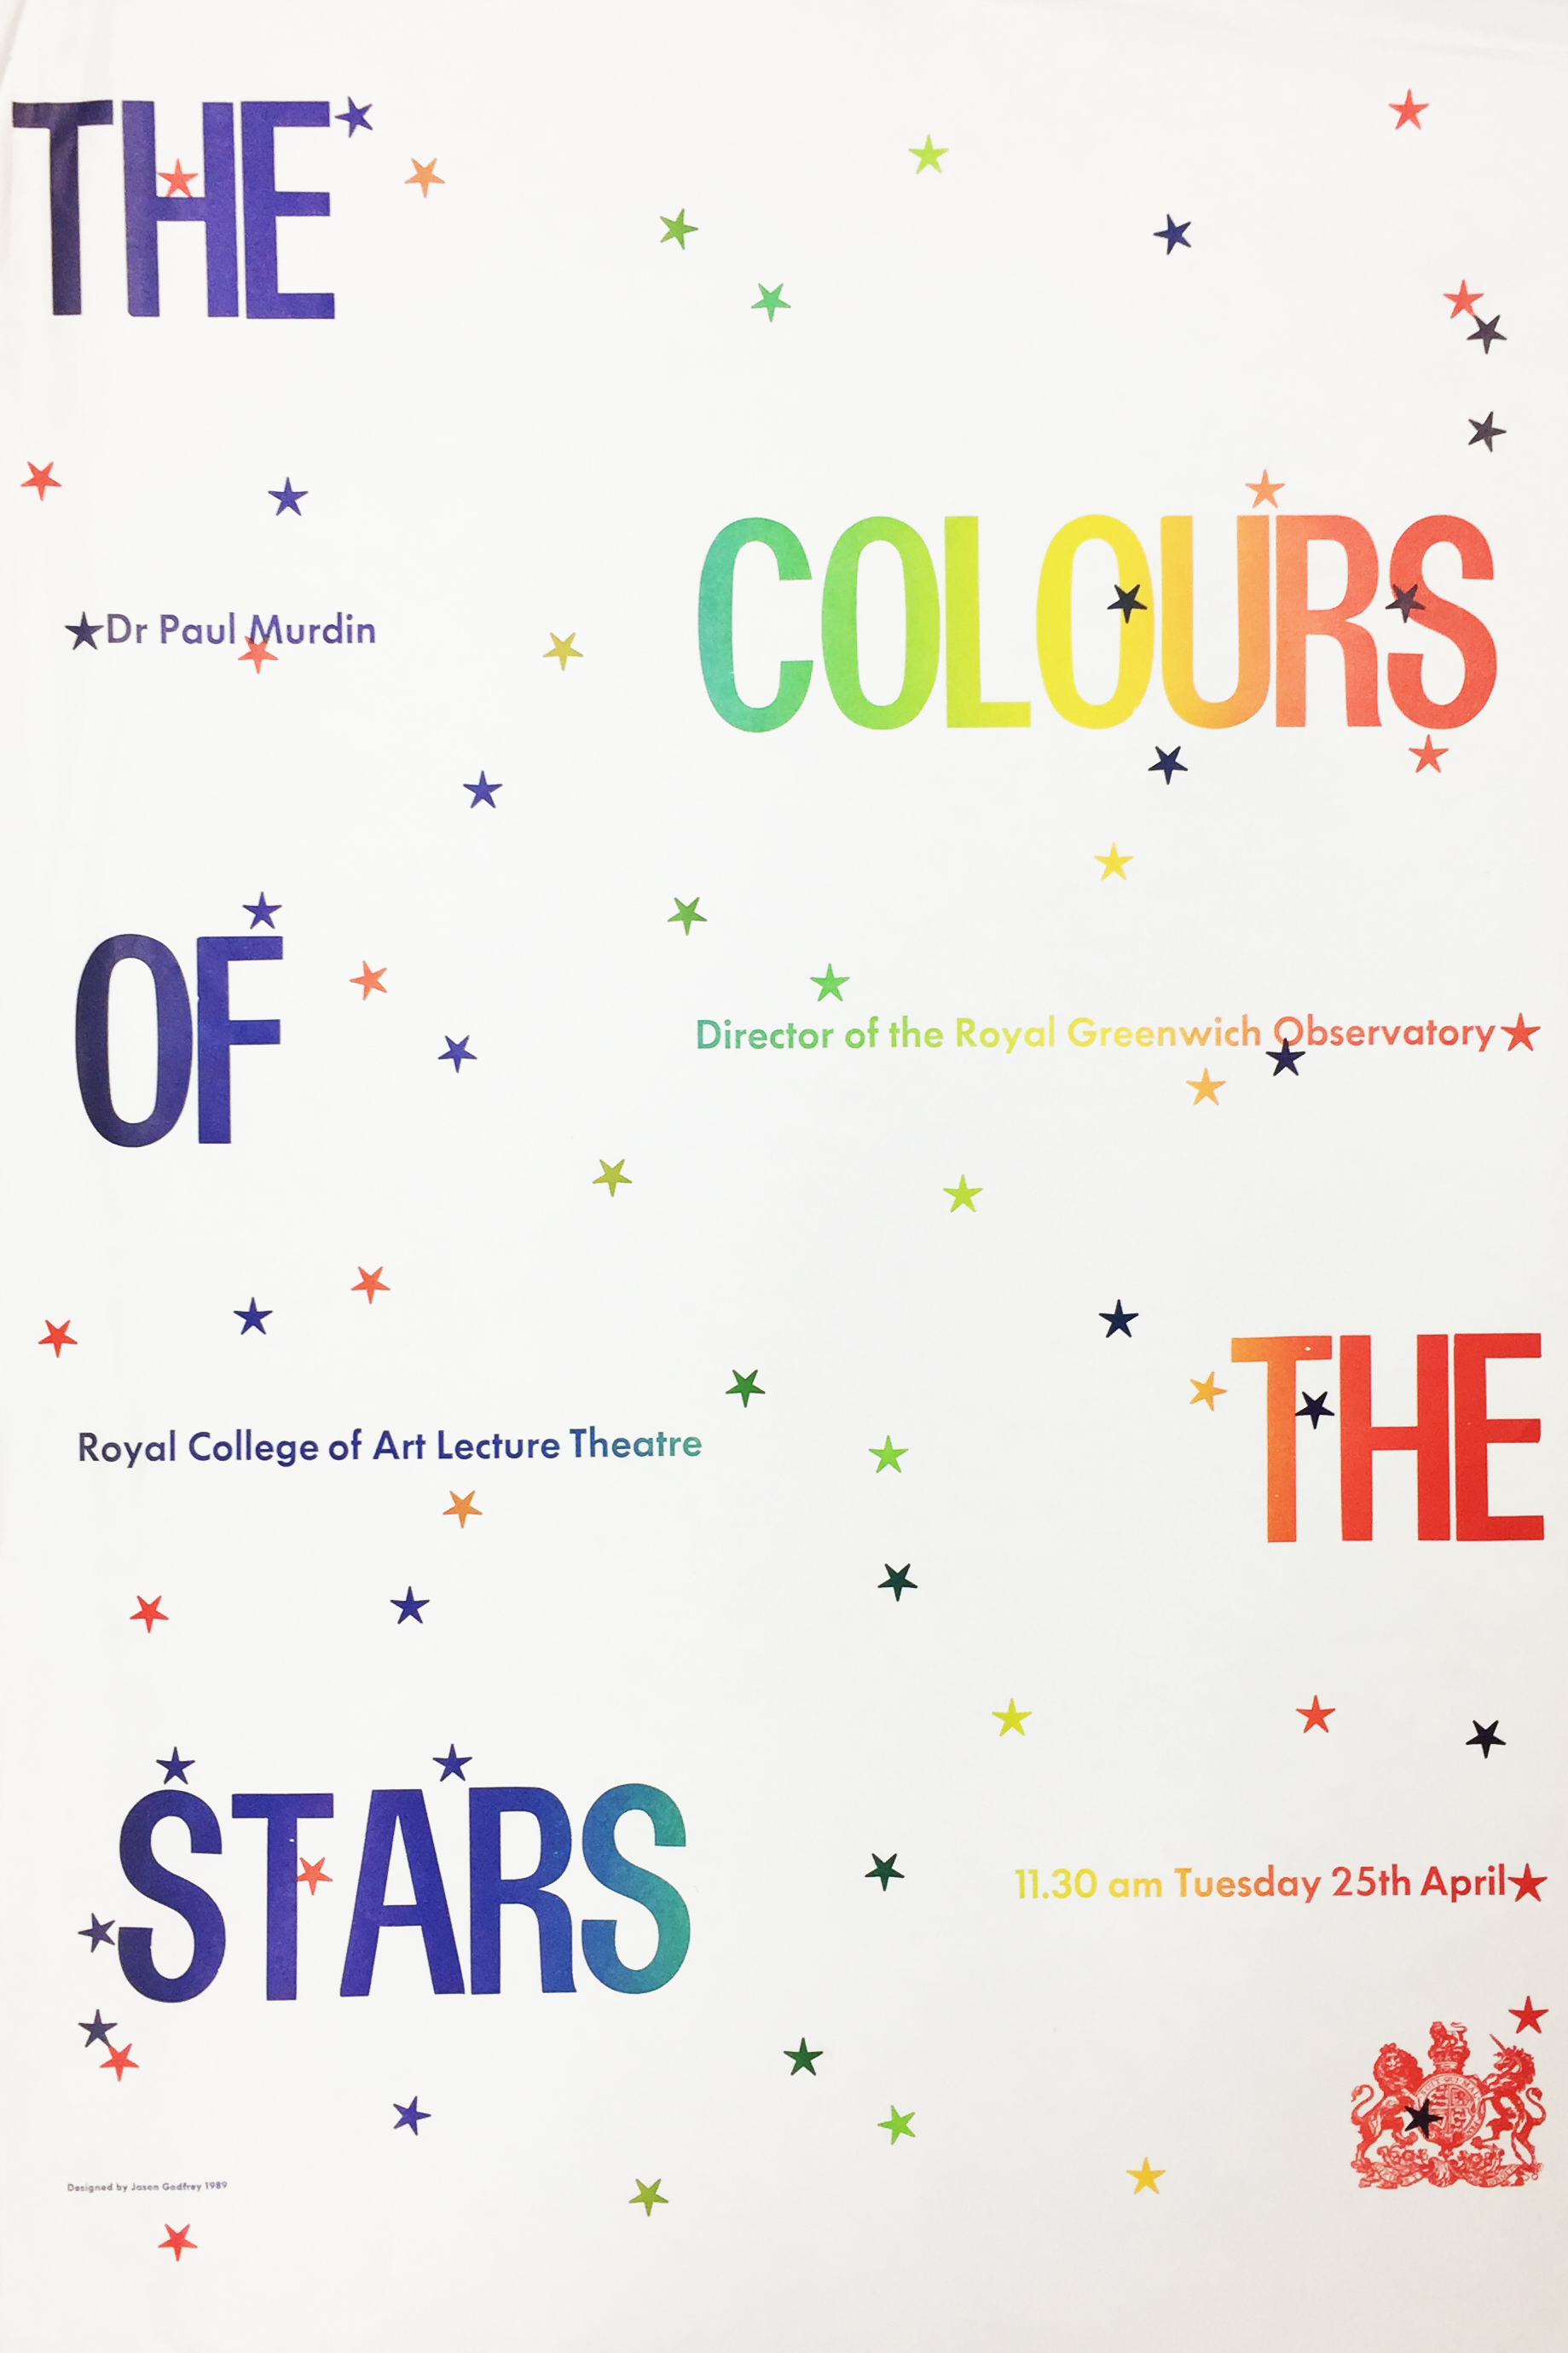 THE
COLOURS
Dr Paul Murdin
OF
Director of the Royal Greenwich Observatory
THE
Royal College of Art Lecture Theatre
STARS
11.30 am Tuesday 25th April
Designed by Jason Godfrey 1989